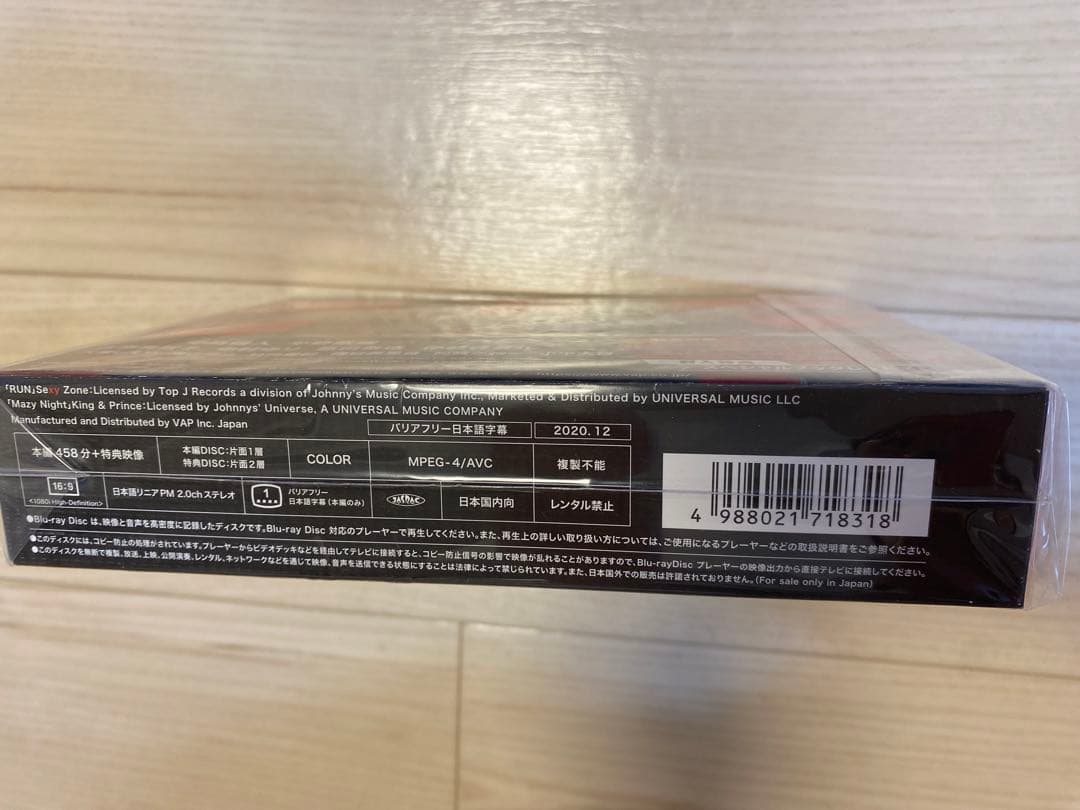 「RUN」Sexy Zone:Licensed by Top J Records a division of Johnny's Music Company Inc., Marketed & Distributed by UNIVERSAL MUSIC LLC
「Mazy Night」King & Prince:Licensed by Johnnys' Universe, A UNIVERSAL MUSIC COMPANY
Manufactured and Distributed by VAP Inc. Japan
バリアフリー日本語字幕 2020.12
本編 458分+特典映像 本編DISC:片面1層 特典DISC:片面2層 COLOR MPEG-4/AVC 複製不能
16:9 <1080i High-Definition> 日本語リニアPM 2.0chステレオ 1 バリアフリー 日本語字幕(本編のみ) 日本国内向 レンタル禁止
4 988021 718318
●Blu-ray Disc は、映像と音声を高密度に記録したディスクです。Blu-ray Disc 対応のプレーヤーで再生してください。また、再生上の詳しい取り扱い方については、ご使用になるプレーヤーなどの取扱説明書をご参照ください。
●このディスクには、コピー防止の処理がされています。プレーヤーからビデオデッキなどを経由してテレビに接続すると、コピー防止信号の影響で映像が乱れることがありますので、Blu-rayDisc プレーヤーの映像出力から直接テレビに接続してください。
●このディスクを無断で複製、放送、上映、公開演奏、レンタル、ネットワークなどを通じて映像、音声を送信できる状態にすることは法律によって禁じられています。また、日本国外での販売は許諾されておりません。(For sale only in Japan)